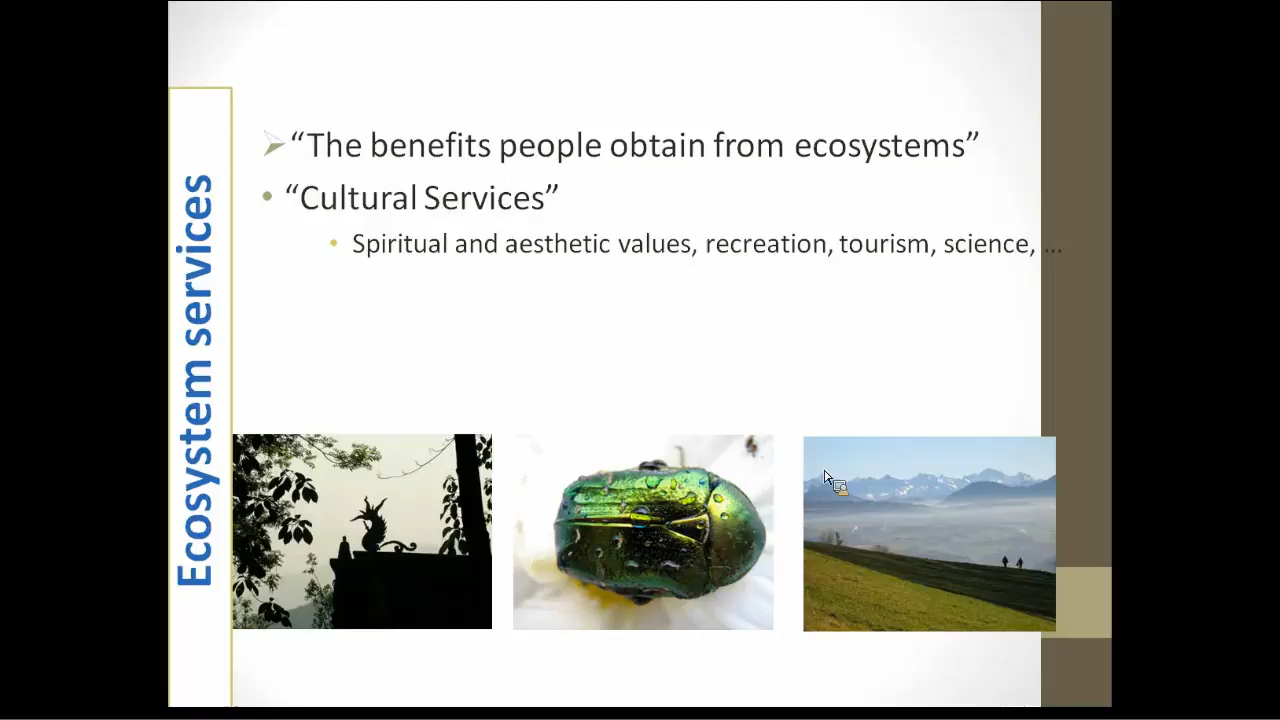 Ecosystem services
“The benefits people obtain from ecosystems”
“Cultural Services”
Spiritual and aesthetic values, recreation, tourism, science, ...